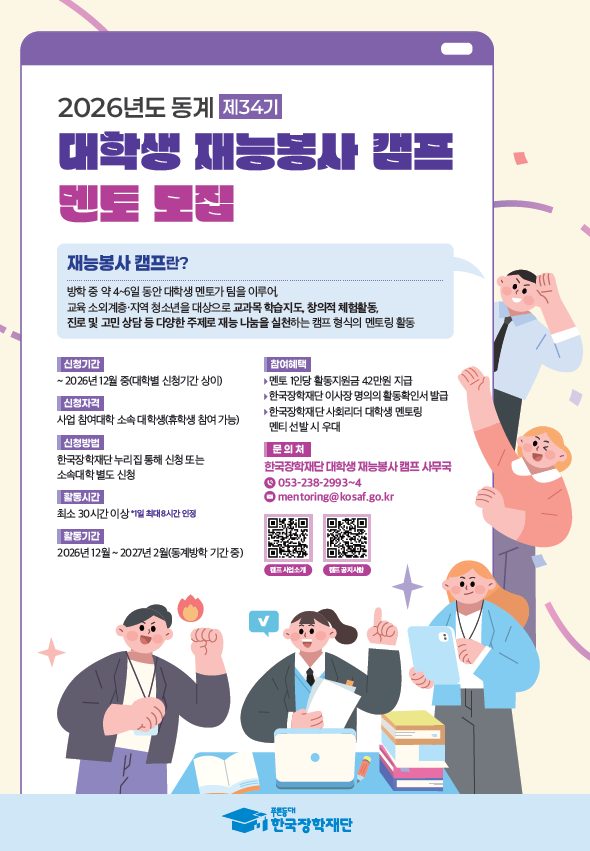 2026년도 동계 제34기
대학생 재능봉사 캠프
멘토 모집
재능봉사 캠프란?
방학 중 약 4~6일 동안 대학생 멘토가 팀을 이루어,
교육 소외계층·지역 청소년을 대상으로 교과목 학습지도, 창의적 체험활동,
진로 및 고민 상담 등 다양한 주제로 재능 나눔을 실천하는 캠프 형식의 멘토링 활동
신청기간
~ 2026년 12월 중(대학별 신청기간 상이)
신청자격
사업 참여대학 소속 대학생(휴학생 참여 가능)
신청방법
한국장학재단 누리집 통해 신청 또는
소속대학 별도 신청
활동시간
최소 30시간 이상 *1일 최대 8시간 인정
활동기간
2026년 12월 ~ 2027년 2월(동계방학 기간 중)
참여혜택
멘토 1인당 활동지원금 42만원 지급
한국장학재단 이사장 명의의 활동확인서 발급
한국장학재단 사회리더 대학생 멘토링
멘티 선발 시 우대
문의처
한국장학재단 대학생 재능봉사 캠프 사무국
053-238-2993~4
mentoring@kosaf.go.kr
캠프 사업소개
캠프 공지사항
푸른등대
한국장학재단